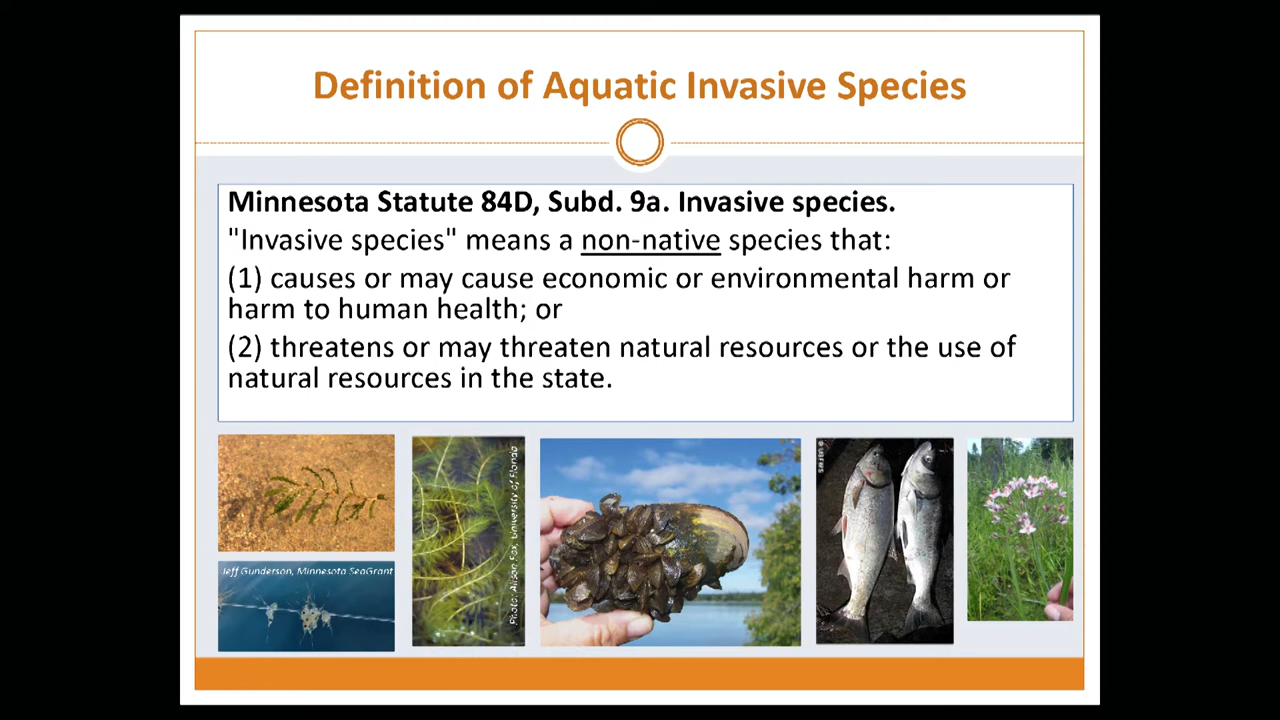 Definition of Aquatic Invasive Species
Minnesota Statute 84D, Subd. 9a. Invasive species.
"Invasive species" means a non-native species that:
(1) causes or may cause economic or environmental harm or
harm to human health; or
(2) threatens or may threaten natural resources or the use of
natural resources in the state.
Jeff Gunderson, Minnesota SeaGrant
Photo: Alison Fox, University of Florida
© USFWS